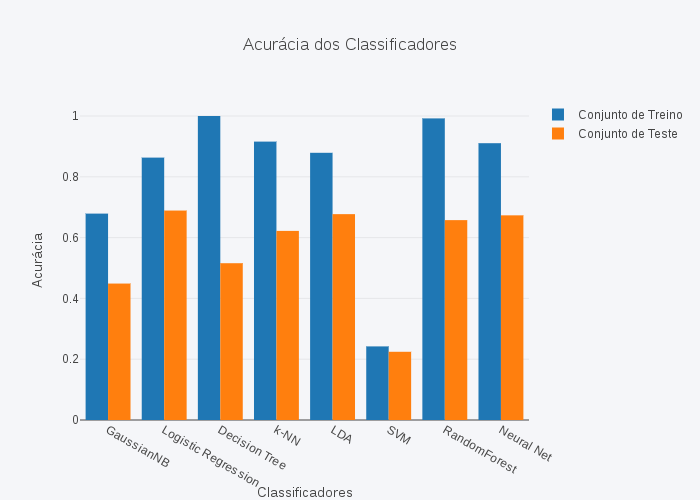 Acurácia dos Classificadores
Conjunto de Treino
Conjunto de Teste
Acurácia
1
0.8
0.6
0.4
0.2
0
GaussianNB
Logistic Regression
Decision Tree
k-NN
LDA
SVM
RandomForest
Neural Net
Classificadores